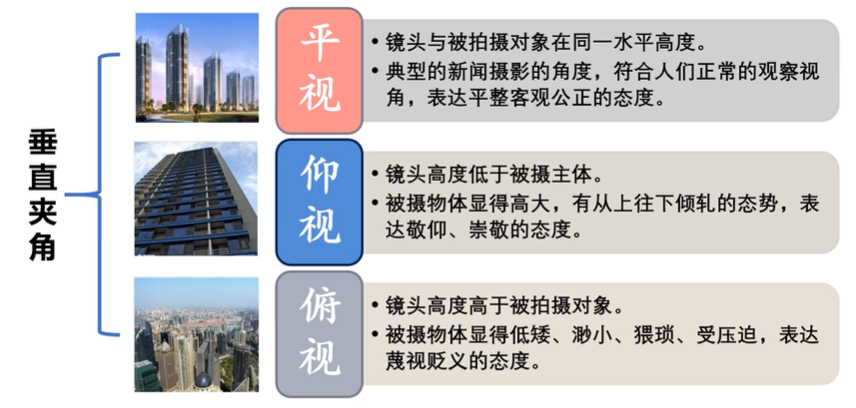 垂直夹角
平视
• 镜头与被拍摄对象在同一水平高度。
• 典型的新闻摄影的角度，符合人们正常的观察视
角，表达平整客观公正的态度。
仰视
• 镜头高度低于被摄主体。
• 被摄物体显得高大，有从上往下倾轧的态势，表
达敬仰、崇敬的态度。
俯视
• 镜头高度高于被拍摄对象。
• 被摄物体显得低矮、渺小、猥琐、受压迫，表达
蔑视贬义的态度。